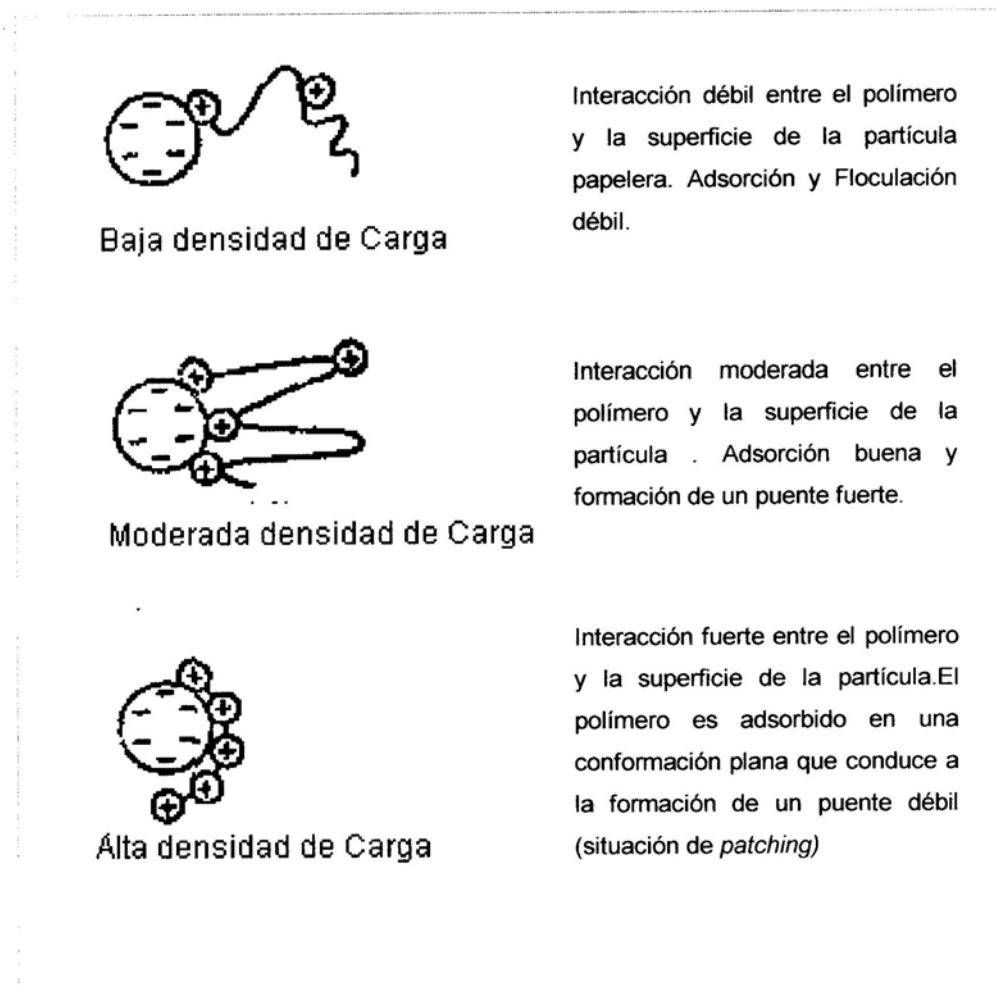 Interacción débil entre el polímero
y la superficie de la partícula
papelera. Adsorción y Floculación
débil.
Baja densidad de Carga
Interacción moderada entre el
polímero y la superficie de la
partícula . Adsorción buena y
formación de un puente fuerte.
Moderada densidad de Carga
Interacción fuerte entre el polímero
y la superficie de la partícula.El
polímero es adsorbido en una
conformación plana que conduce a
la formación de un puente débil
(situación de patching)
Álta densidad de Carga